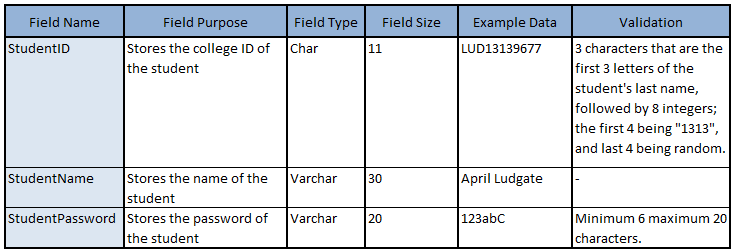 Field Name Field Purpose Field Type Field Size Example Data Validation
StudentID Stores the college ID of Char 11 LUD13139677 3 characters that are the
the student first 3 letters of the
student's last name,
followed by 8 integers;
the first 4 being "1313",
and last 4 being random.
StudentName Stores the name of the Varchar 30 April Ludgate -
student
StudentPassword Stores the password of Varchar 20 123abC Minimum 6 maximum 20
the student characters.